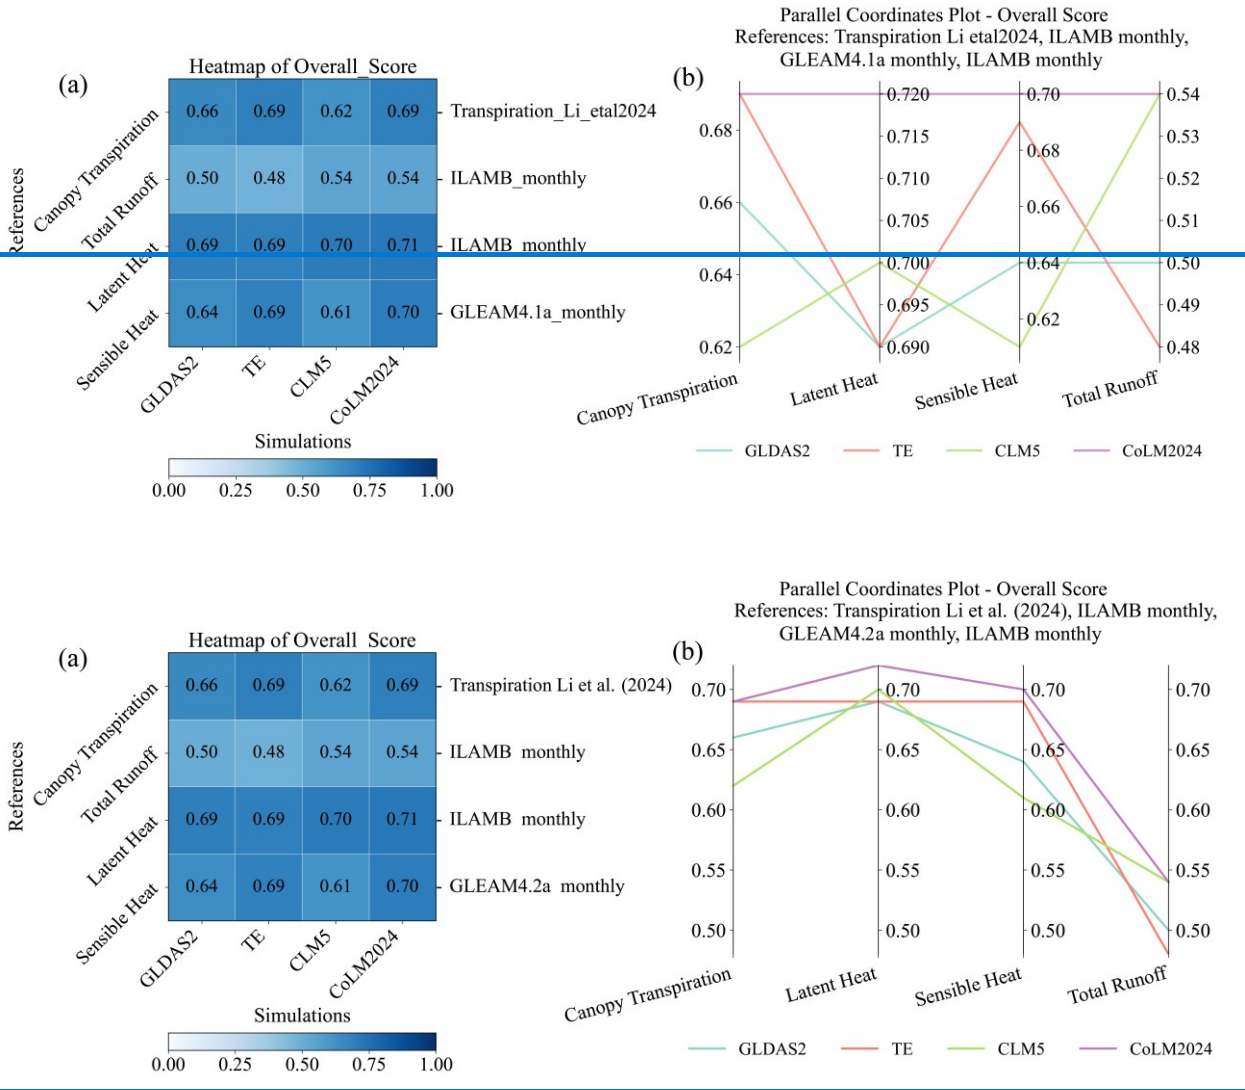 Parallel Coordinates Plot - Overall Score
References: Transpiration Li etal2024, ILAMB monthly,
GLEAM4.1a monthly, ILAMB monthly
(a)
Heatmap of Overall_Score
References
Canopy Transpiration
Total Runoff
Latent Heat
Sensible Heat
0.66 0.69 0.62 0.69
0.50 0.48 0.54 0.54
0.69 0.69 0.70 0.71
0.64 0.69 0.61 0.70
Transpiration_Li_etal2024
ILAMB_monthly
ILAMB_monthly
GLEAM4.1a_monthly
GLDAS2
TE
CLM5
CoLM2024
Simulations
0.00 0.25 0.50 0.75 1.00
(b)
0.68
0.66
0.64
0.62
0.720
0.715
0.710
0.705
0.700
0.695
0.690
0.70
0.68
0.66
0.64
0.62
0.54
0.53
0.52
0.51
0.50
0.49
0.48
Canopy Transpiration
Latent Heat
Sensible Heat
Total Runoff
GLDAS2 TE CLM5 CoLM2024
Parallel Coordinates Plot - Overall Score
References: Transpiration Li et al. (2024), ILAMB monthly,
GLEAM4.2a monthly, ILAMB monthly
(a)
Heatmap of Overall Score
References
Canopy Transpiration
Total Runoff
Latent Heat
Sensible Heat
0.66 0.69 0.62 0.69
0.50 0.48 0.54 0.54
0.69 0.69 0.70 0.71
0.64 0.69 0.61 0.70
Transpiration Li et al. (2024)
ILAMB monthly
ILAMB monthly
GLEAM4.2a monthly
GLDAS2
TE
CLM5
CoLM2024
Simulations
0.00 0.25 0.50 0.75 1.00
(b)
0.70
0.65
0.60
0.55
0.50
0.70
0.65
0.60
0.55
0.50
0.70
0.65
0.60
0.55
0.50
0.70
0.65
0.60
0.55
0.50
Canopy Transpiration
Latent Heat
Sensible Heat
Total Runoff
GLDAS2 TE CLM5 CoLM2024